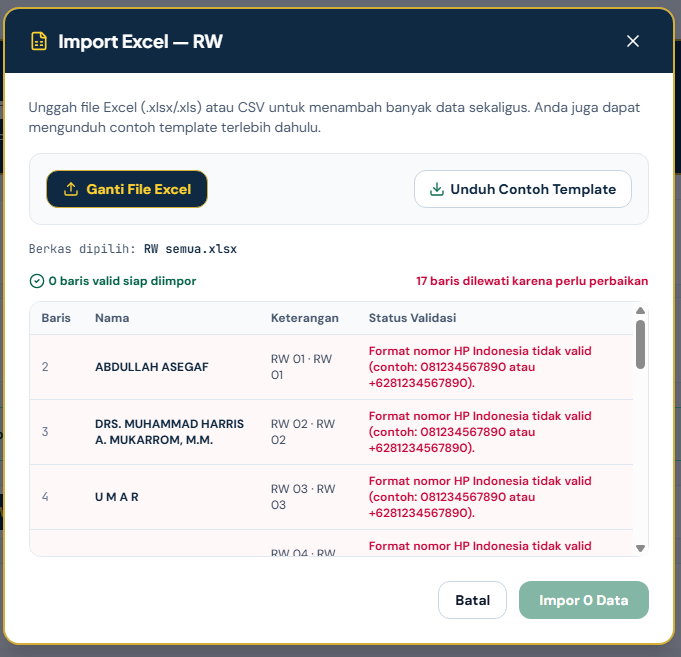 Import Excel — RW
Unggah file Excel (.xlsx/.xls) atau CSV untuk menambah banyak data sekaligus. Anda juga dapat
mengunduh contoh template terlebih dahulu.
Ganti File Excel
Unduh Contoh Template
Berkas dipilih: RW semua.xlsx
0 baris valid siap diimpor
17 baris dilewati karena perlu perbaikan
Baris Nama Keterangan Status Validasi
2 ABDULLAH ASEGAF RW 01 · RW 01 Format nomor HP Indonesia tidak valid (contoh: 081234567890 atau +6281234567890).
3 DRS. MUHAMMAD HARRIS A. MUKARROM, M.M. RW 02 · RW 02 Format nomor HP Indonesia tidak valid (contoh: 081234567890 atau +6281234567890).
4 U M A R RW 03 · RW 03 Format nomor HP Indonesia tidak valid (contoh: 081234567890 atau +6281234567890).
RW 04 · RW Format nomor HP Indonesia tidak valid
Batal
Impor 0 Data